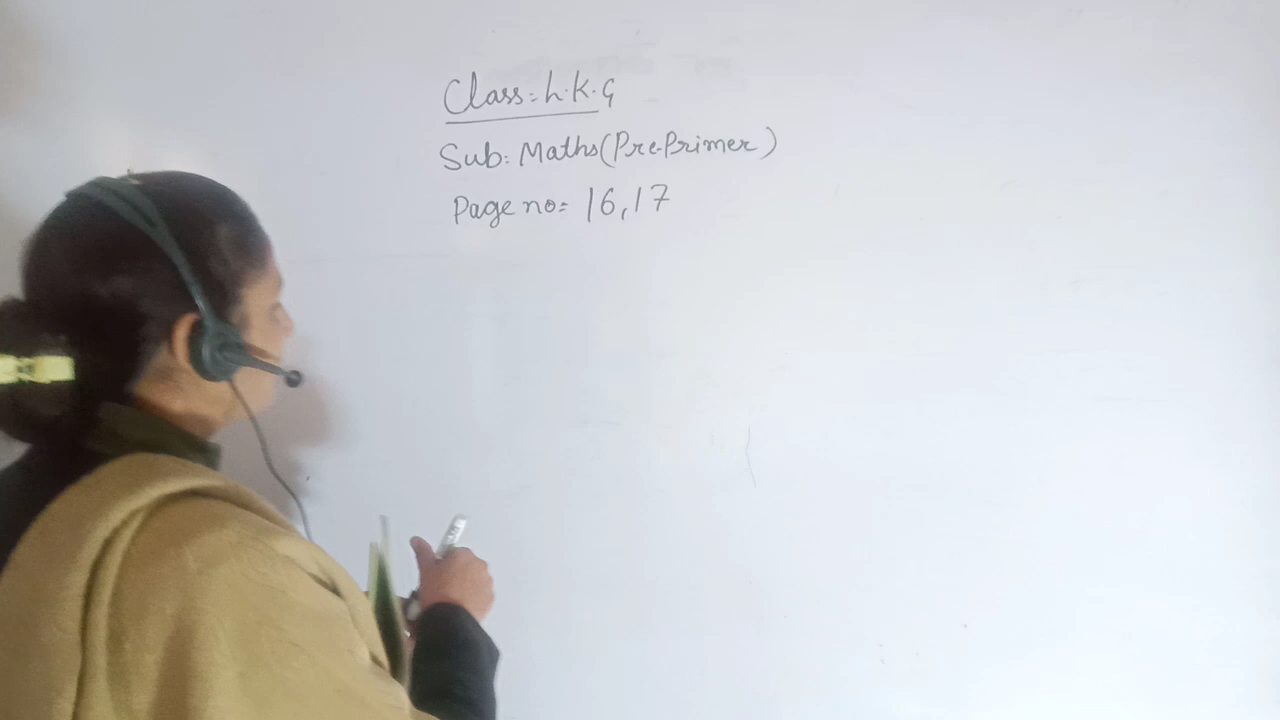 Class:- L.K.G
Sub: Maths(Pre-Primer)
Page no:- 16,17